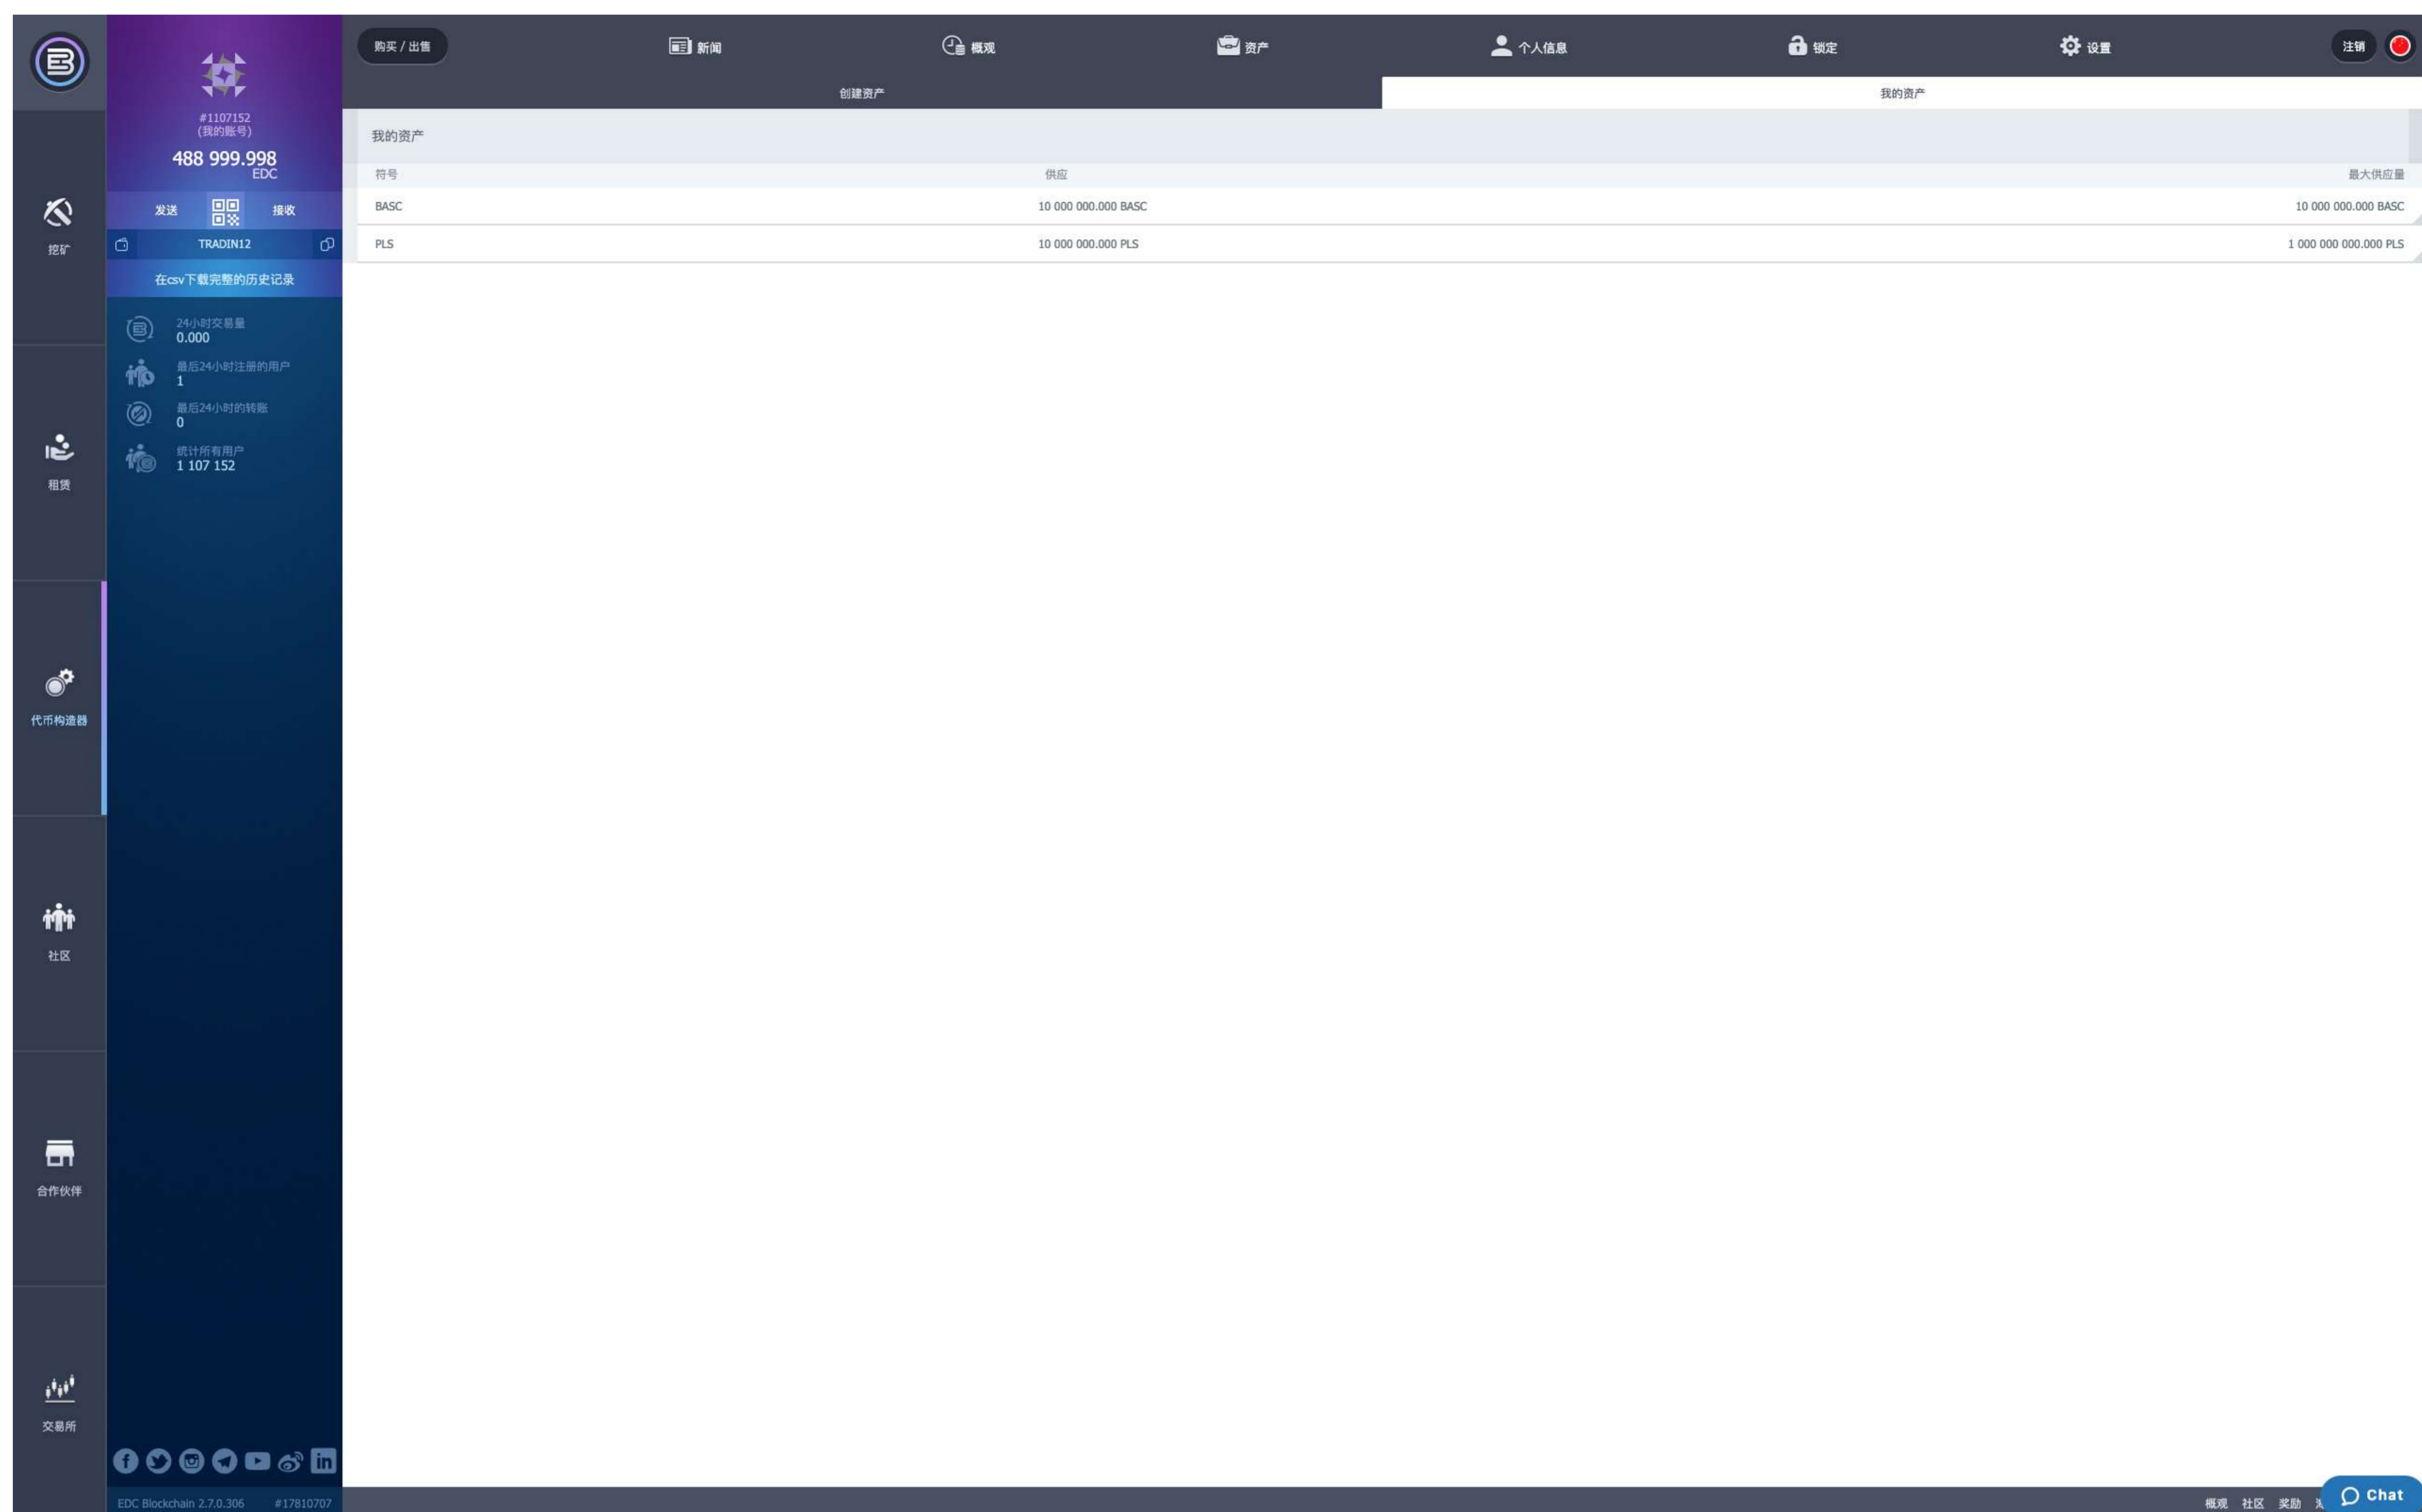 购买 / 出售
新闻
概观
资产
个人信息
锁定
设置
注销
创建资产
我的资产
挖矿
租赁
代币构造器
社区
合作伙伴
交易所
#1107152
(我的账号)
488 999.998
EDC
发送
接收
TRADIN12
在csv下载完整的历史记录
24小时交易量
0.000
最后24小时注册的用户
1
最后24小时的转账
0
统计所有用户
1 107 152
EDC Blockchain 2.7.0.306 #17810707
我的资产
符号 供应 最大供应量
BASC 10 000 000.000 BASC 10 000 000.000 BASC
PLS 10 000 000.000 PLS 1 000 000 000.000 PLS
概观 社区 奖励
Chat